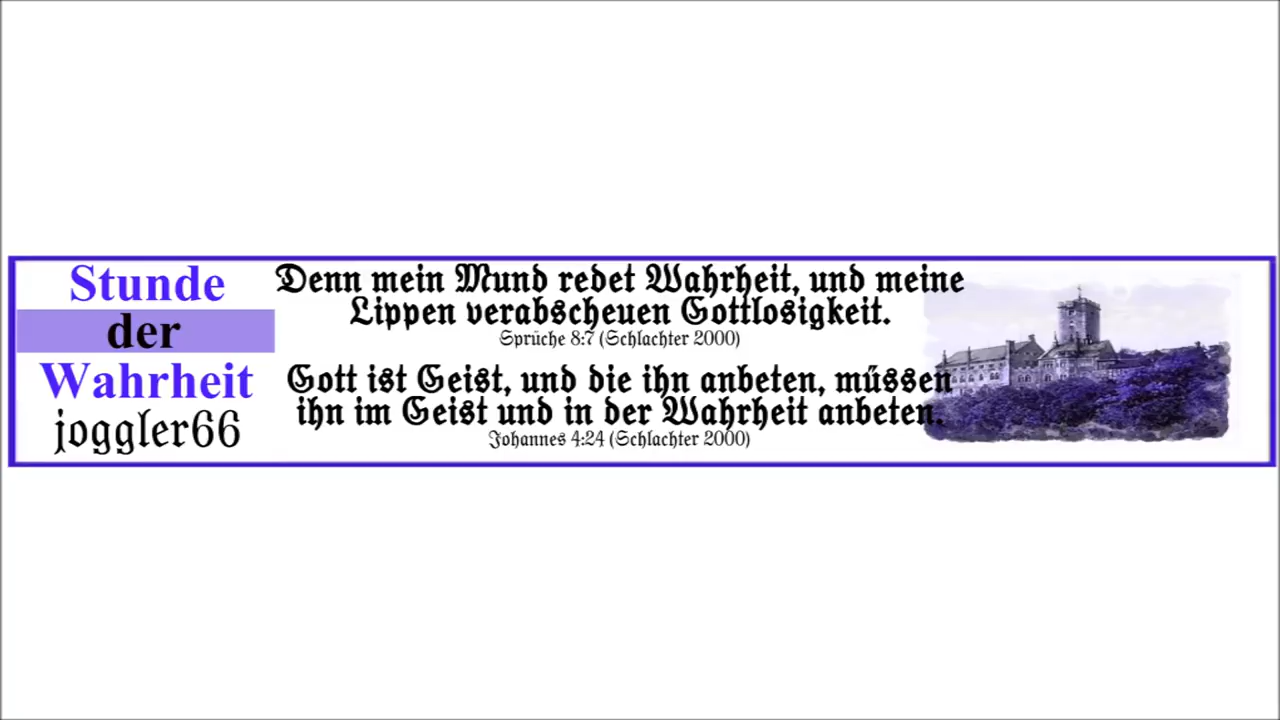 Stunde
der
Wahrheit
joggler66
Denn mein Mund redet Wahrheit, und meine
Lippen verabscheuen Gottlosigkeit.
Sprüche 8:7 (Schlachter 2000)
Gott ist Geist, und die ihn anbeten, müssen
ihn im Geist und in der Wahrheit anbeten.
Johannes 4:24 (Schlachter 2000)